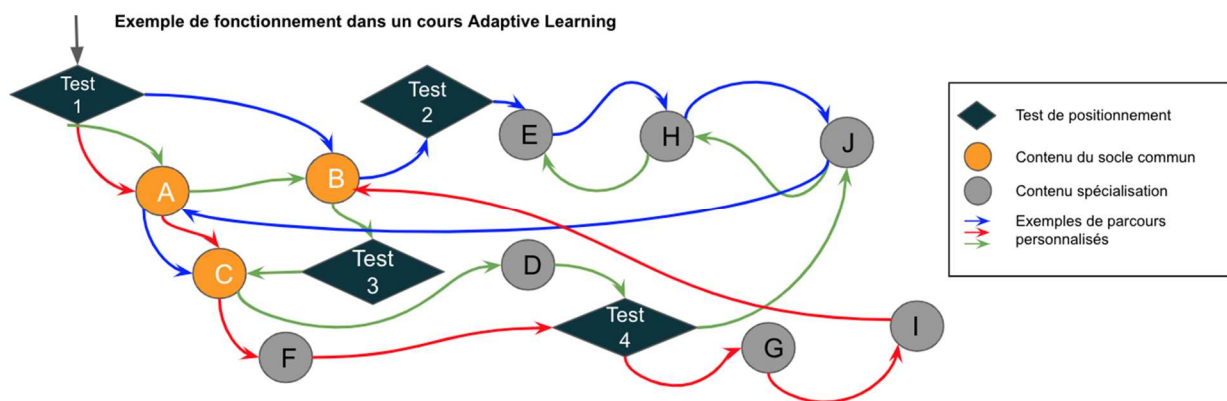 Exemple de fonctionnement dans un cours Adaptive Learning
Test
1
Test
2
E
H
J
A
B
C
Test
3
D
F
Test
4
G
I
Test de positionnement
Contenu du socle commun
Contenu spécialisation
Exemples de parcours
personnalisés